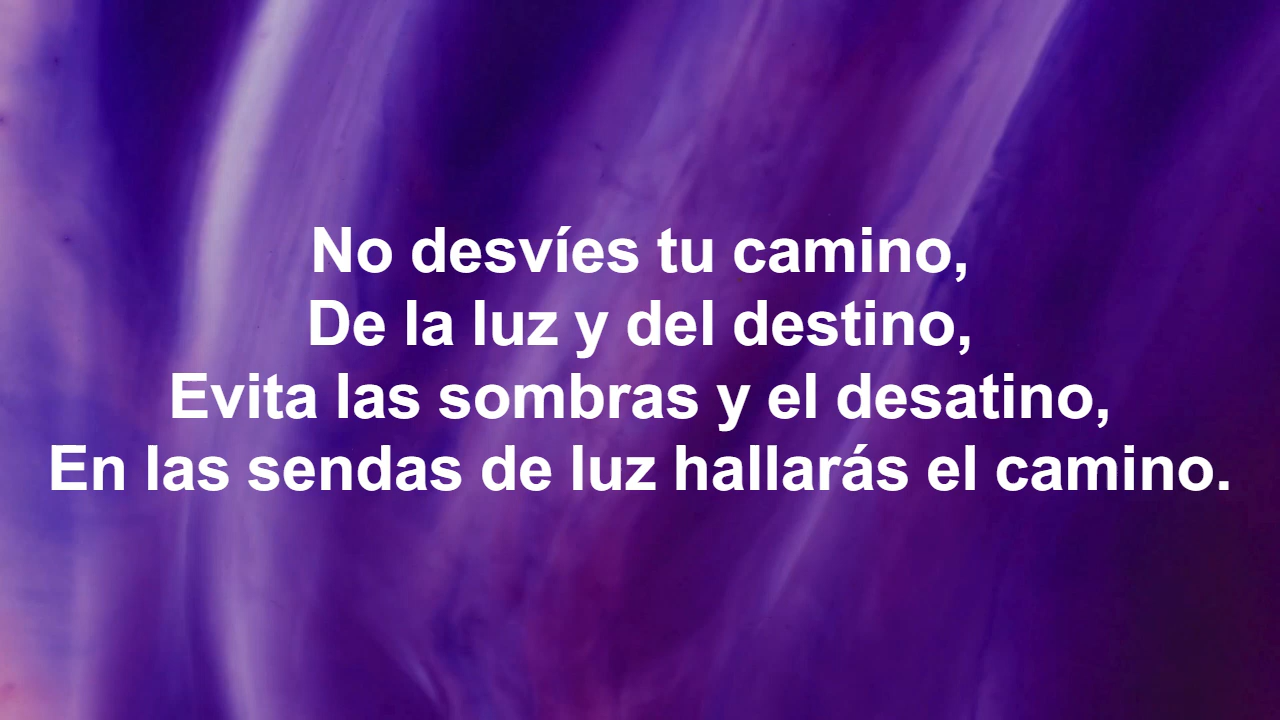 No desvíes tu camino,
De la luz y del destino,
Evita las sombras y el desatino,
En las sendas de luz hallarás el camino.